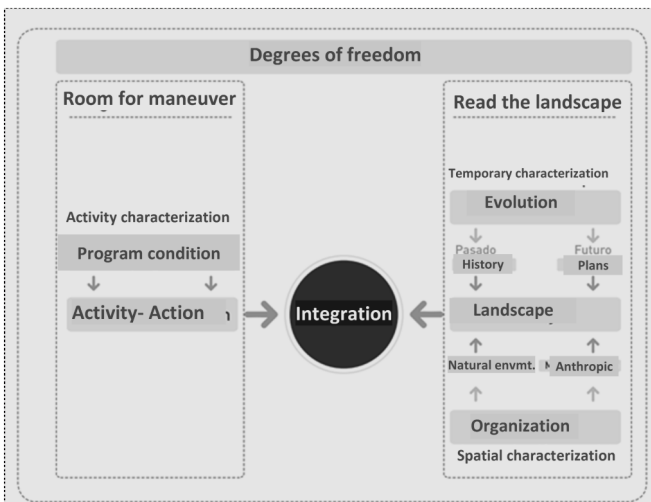 Degrees of freedom
Room for maneuver
Activity characterization
Program condition
Activity- Action
Integration
Read the landscape
Temporary characterization
Evolution
Pasado Futuro
History Plans
Landscape
Natural envmt. Anthropic
Organization
Spatial characterization